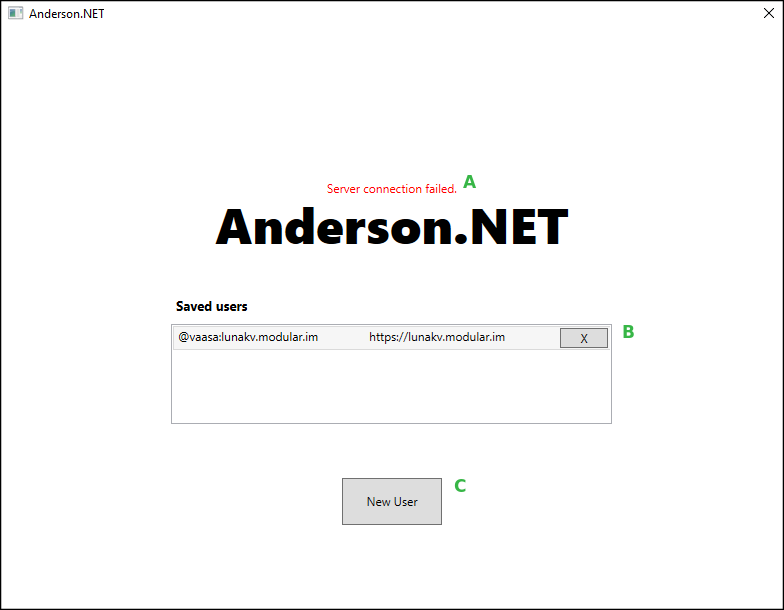 Anderson.NET
Server connection failed. A
Anderson.NET
Saved users
@vaasa:lunakv.modular.im https://lunakv.modular.im X B
New User C